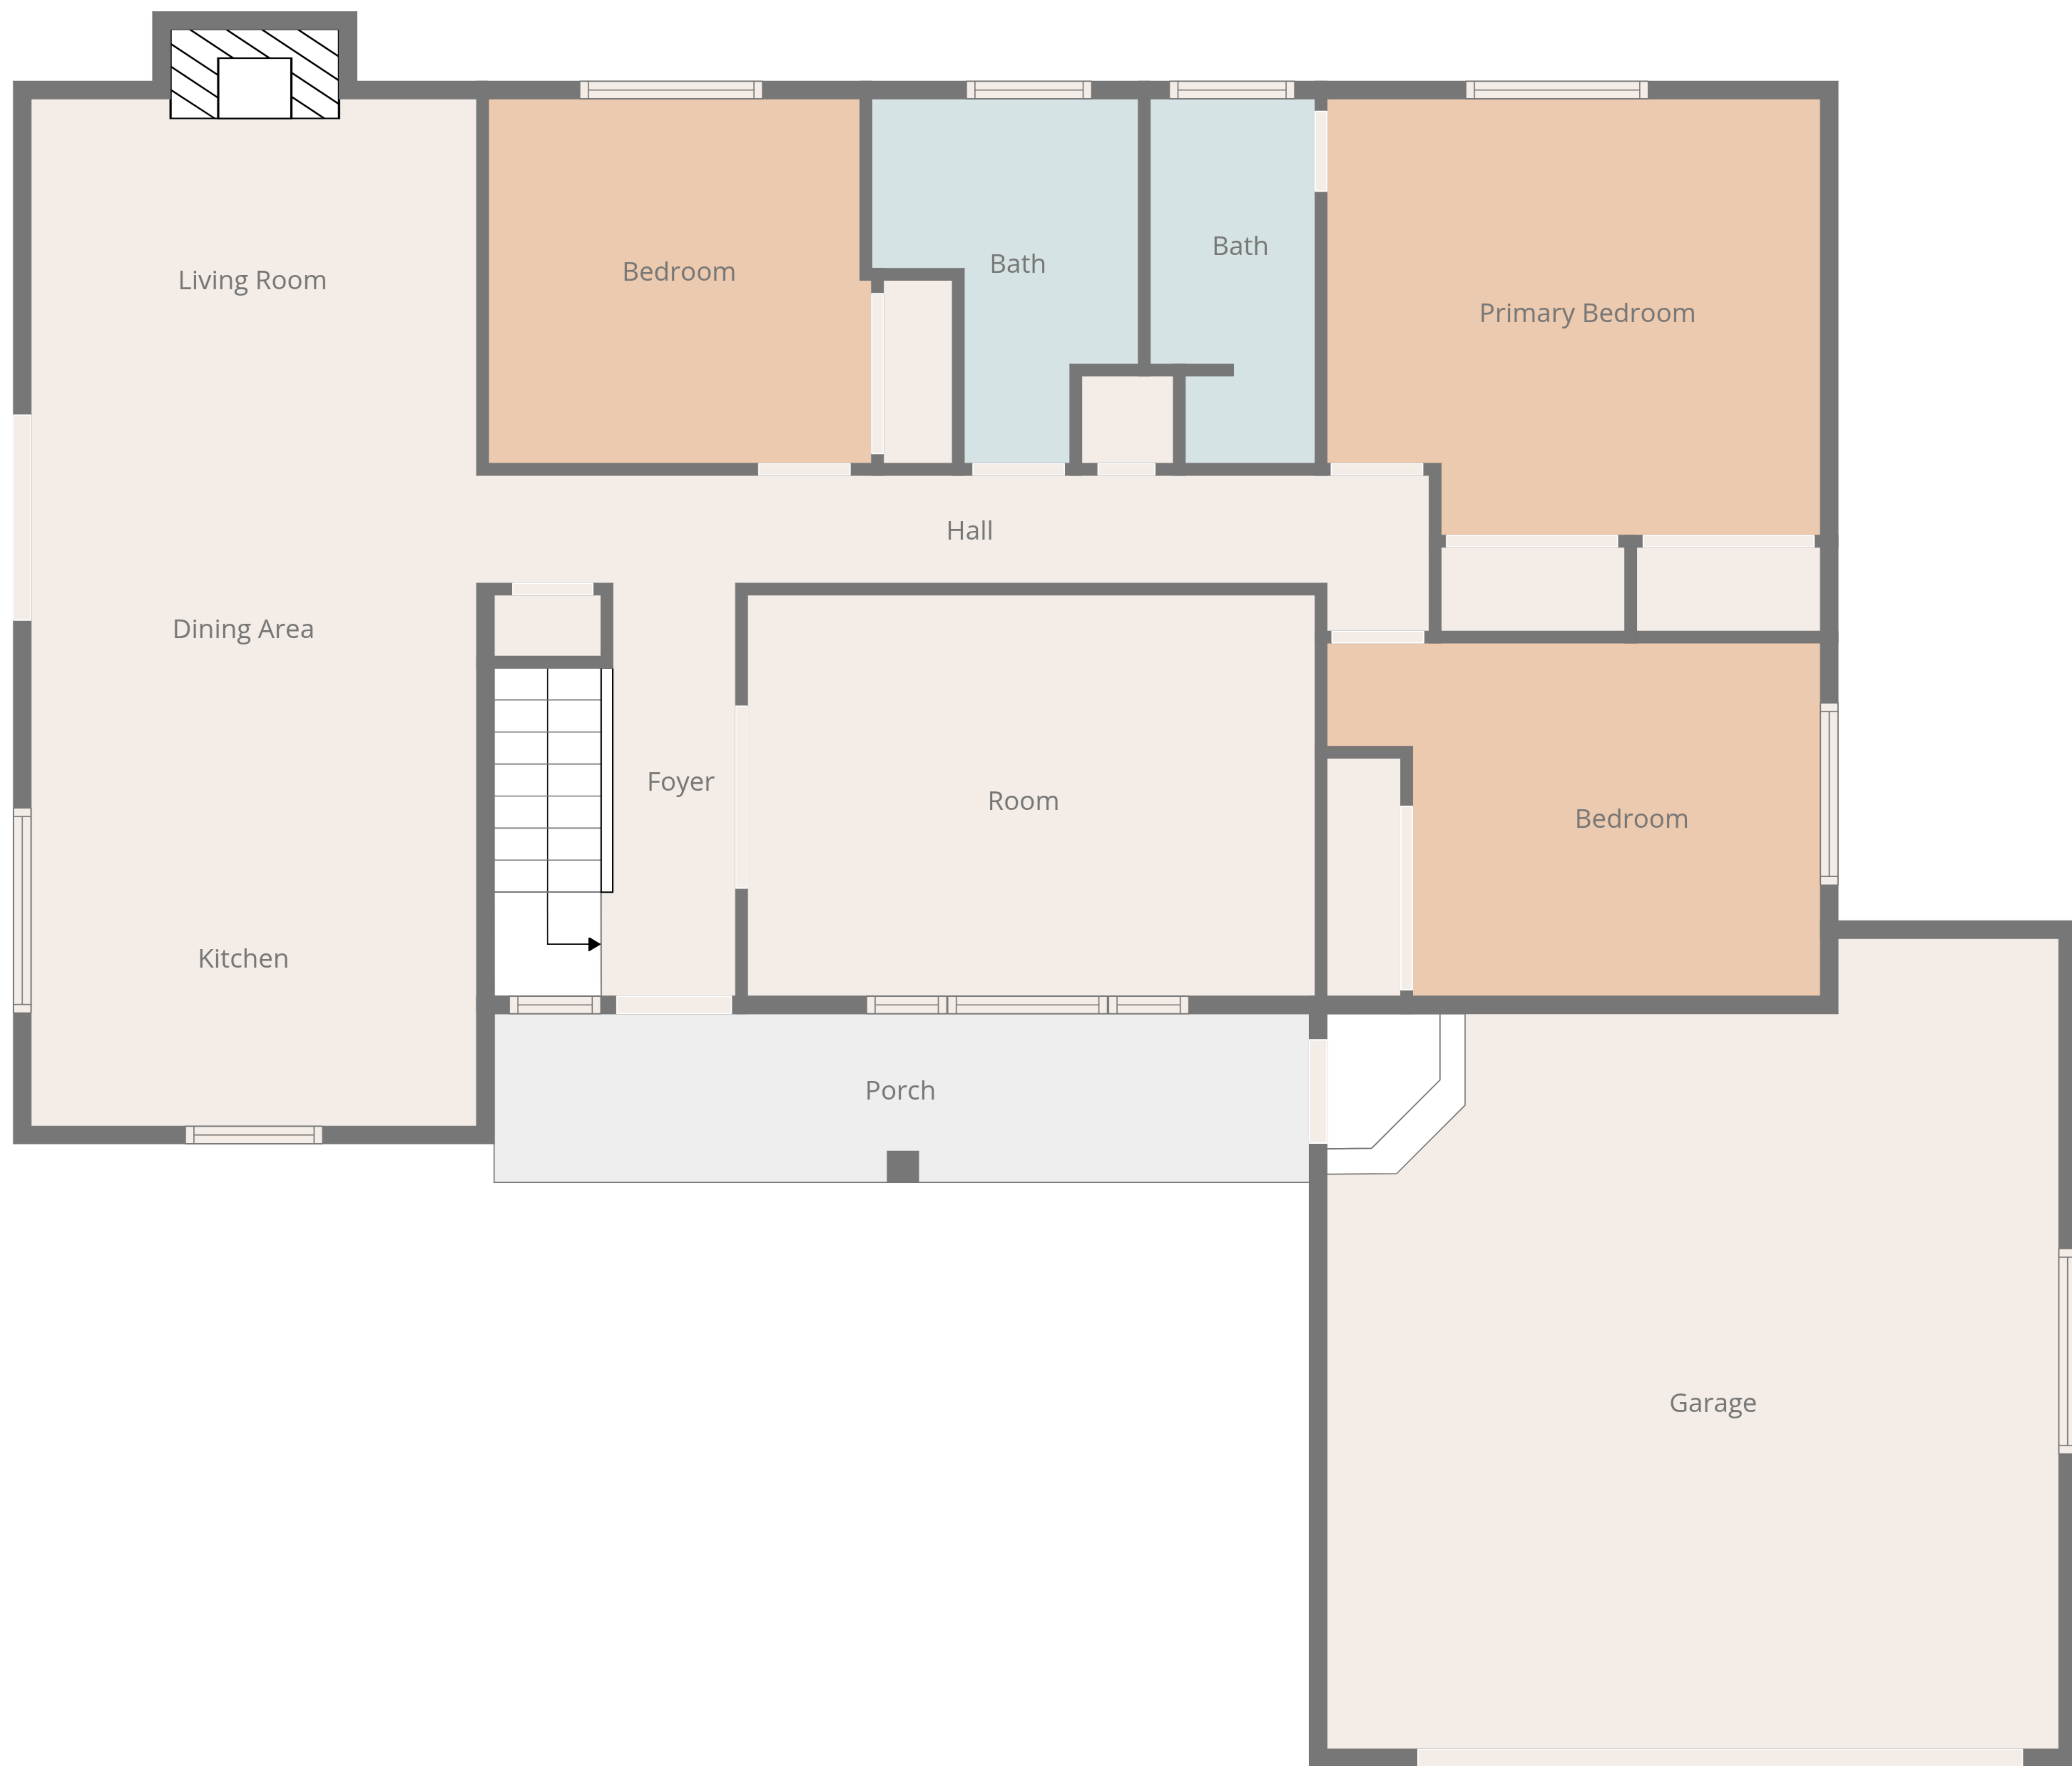 Living Room
Bedroom
Bath
Bath
Primary Bedroom
Hall
Dining Area
Foyer
Room
Bedroom
Kitchen
Porch
Garage